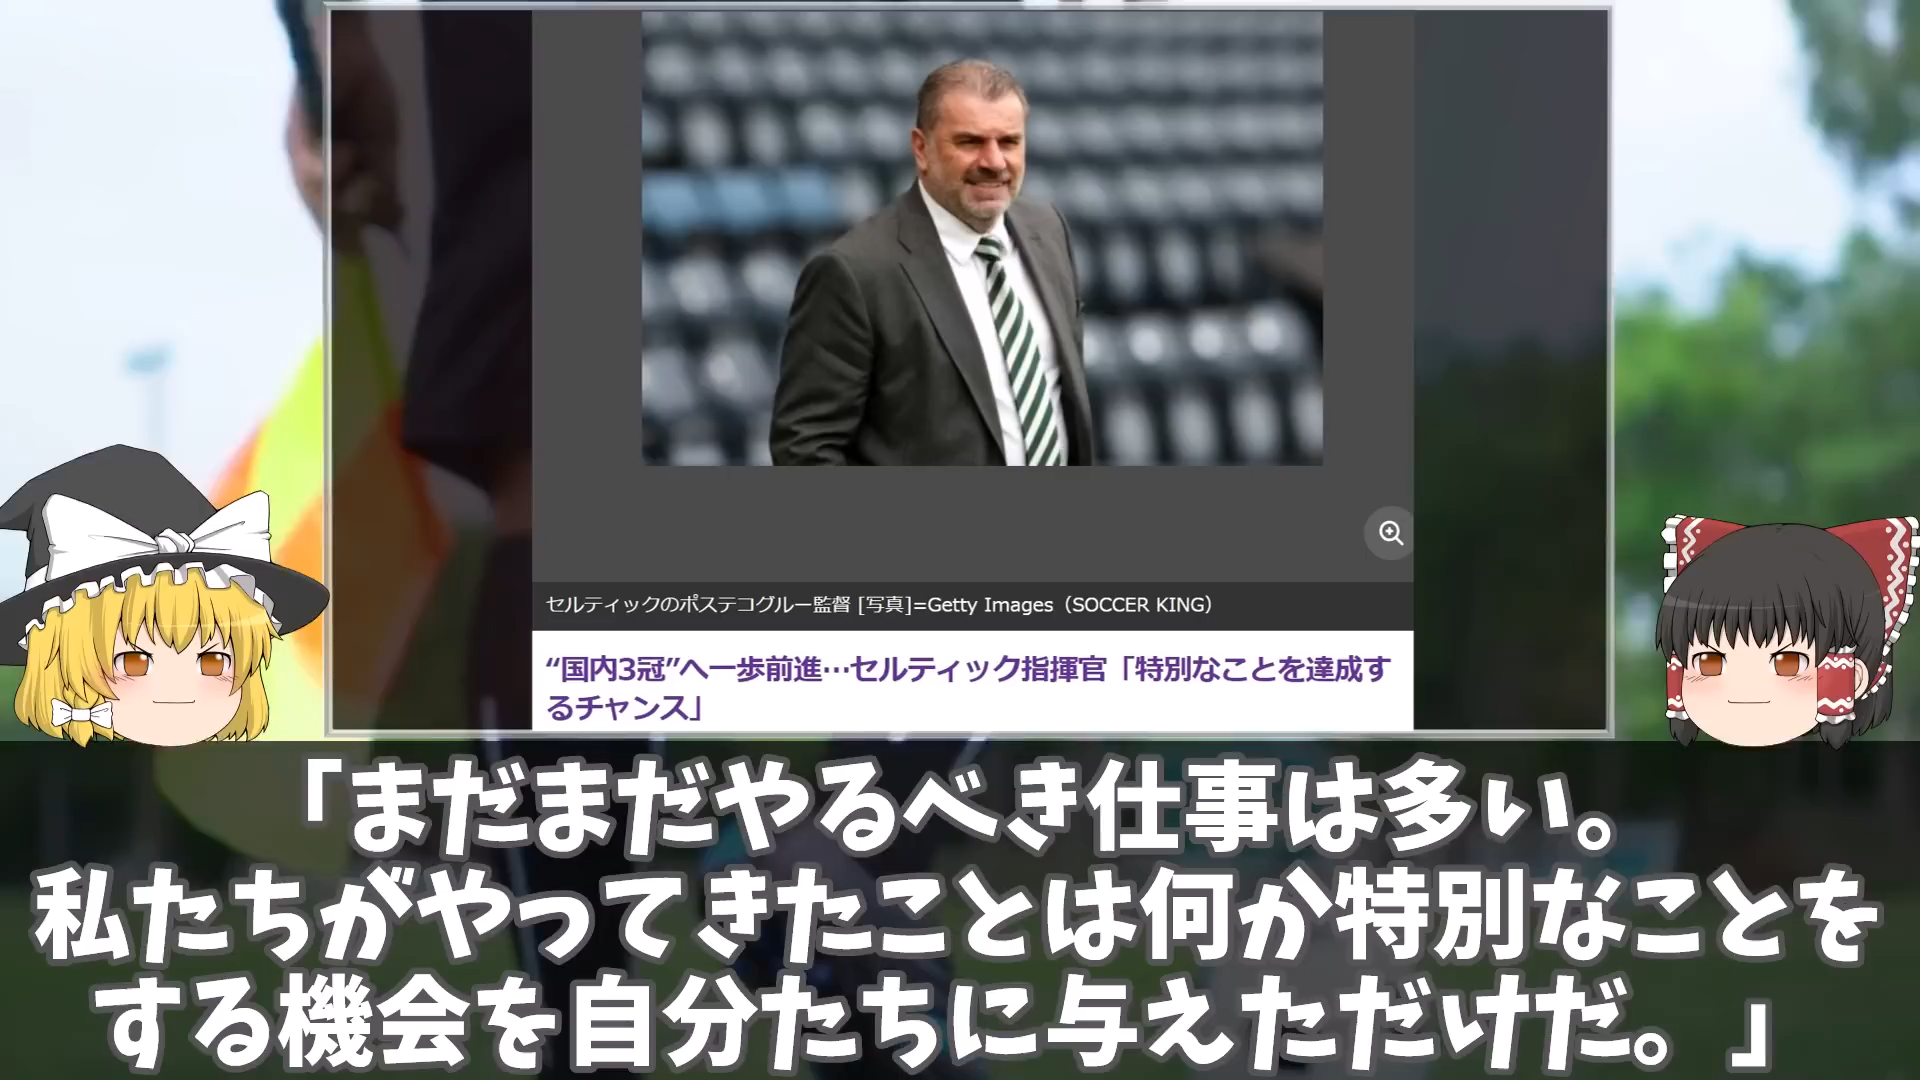 セルティックのポステコグルー監督 [写真]=Getty Images（SOCCER KING）
“国内3冠”へ一歩前進…セルティック指揮官「特別なことを達成す
るチャンス」
「まだまだやるべき仕事は多い。
私たちがやってきたことは何か特別なことを
する機会を自分たちに与えただけだ。」